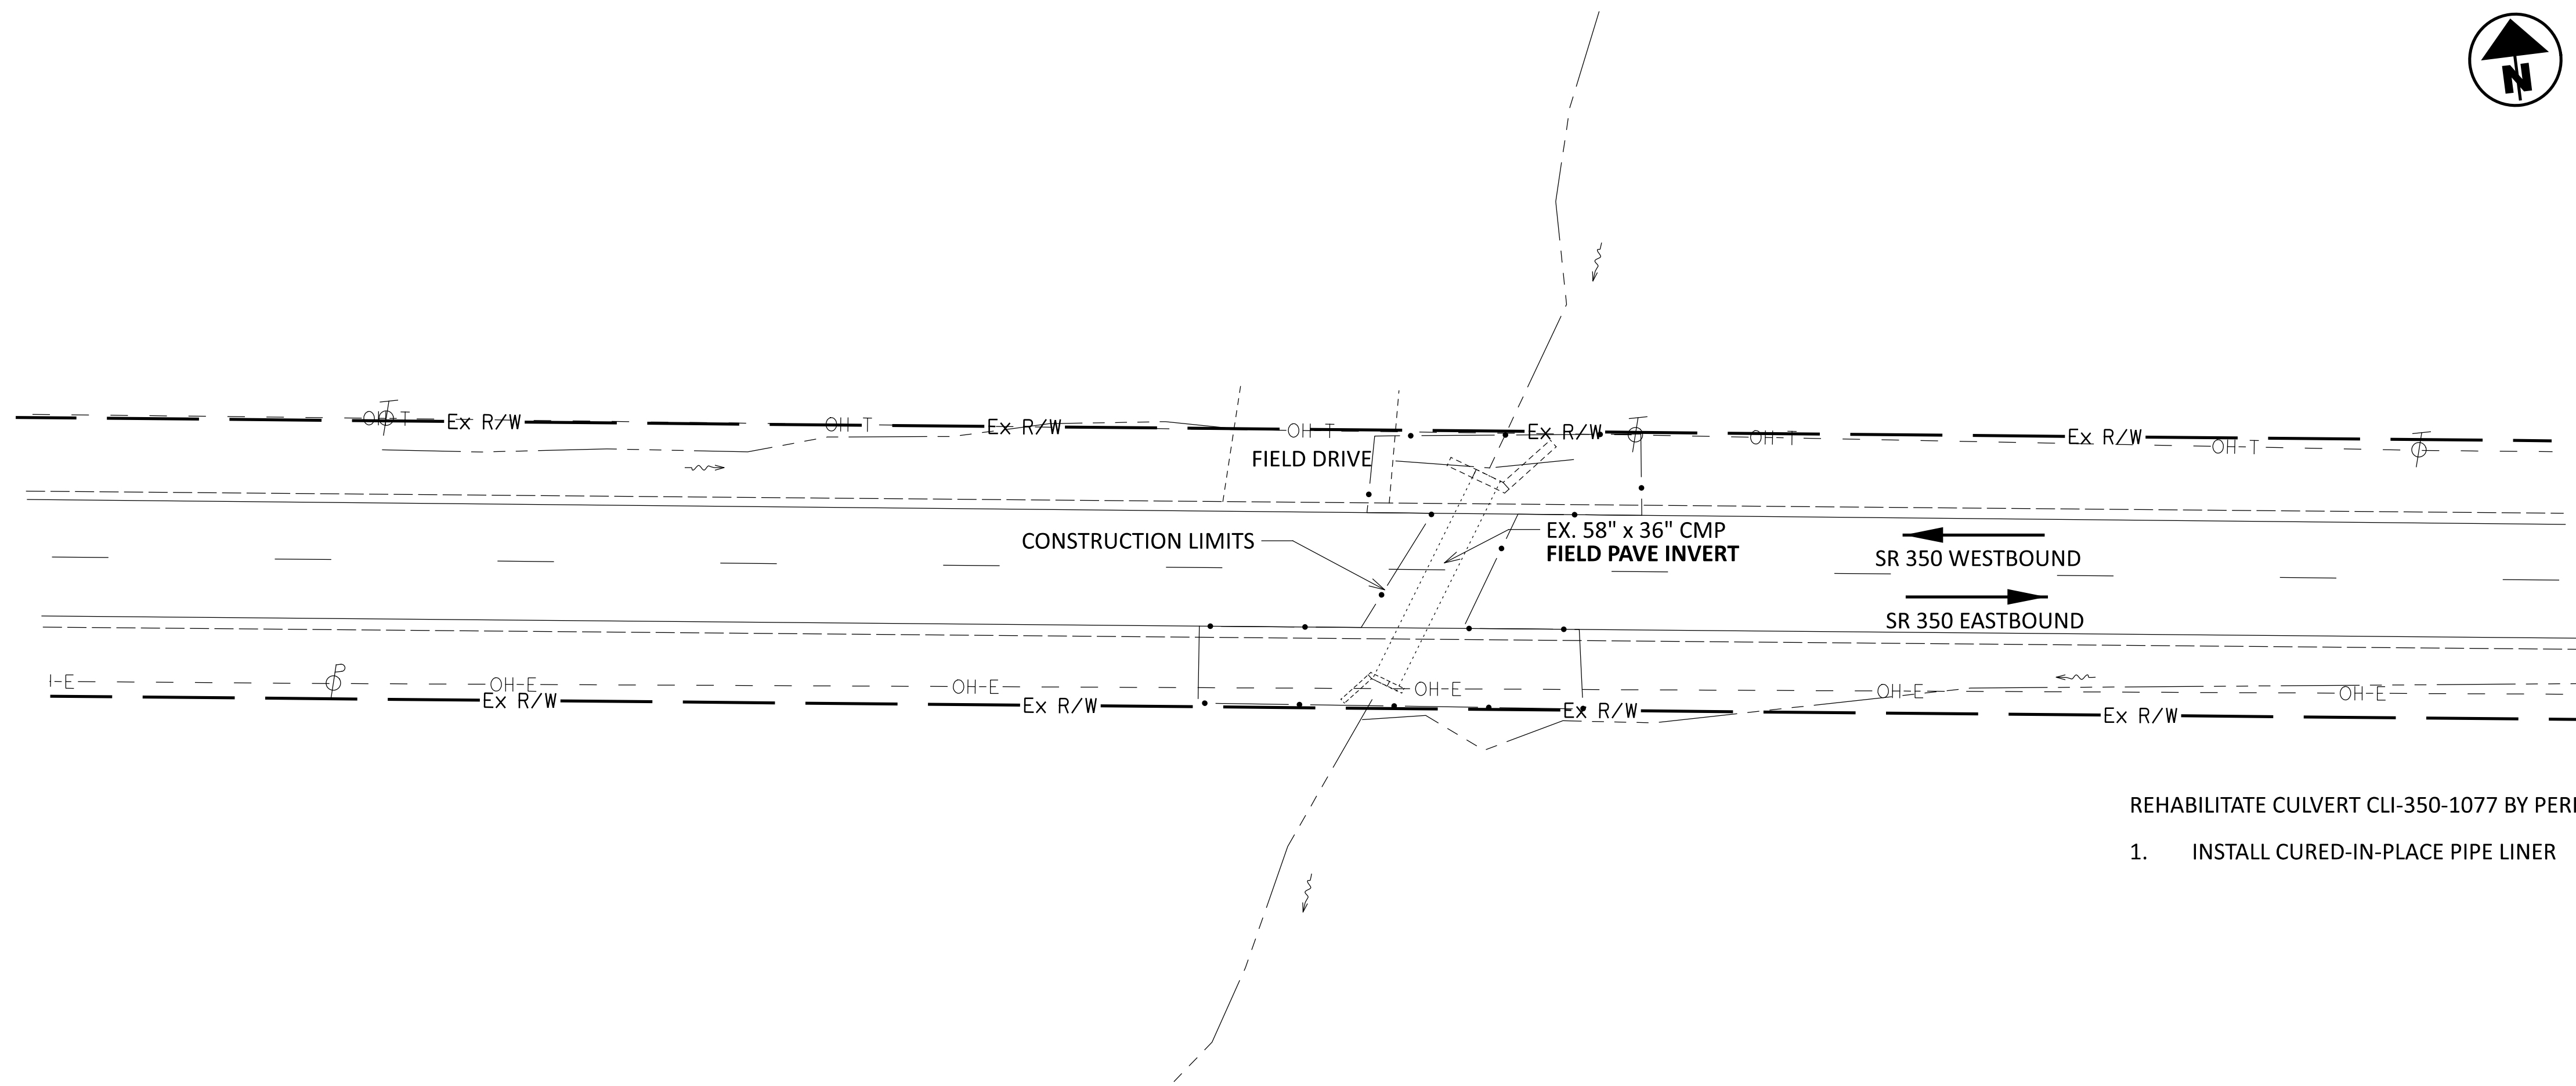 N
OH-T
Ex R/W
OH-T
Ex R/W
OH-T
Ex R/W
OH-T
Ex R/W
OH-T
FIELD DRIVE
CONSTRUCTION LIMITS
EX. 58" x 36" CMP
FIELD PAVE INVERT
SR 350 WESTBOUND
SR 350 EASTBOUND
OH-E
Ex R/W
OH-E
Ex R/W
OH-E
Ex R/W
OH-E
Ex R/W
OH-E
REHABILITATE CULVERT CLI-350-1077 BY
1. INSTALL CURED-IN-PLACE PIPE LINER